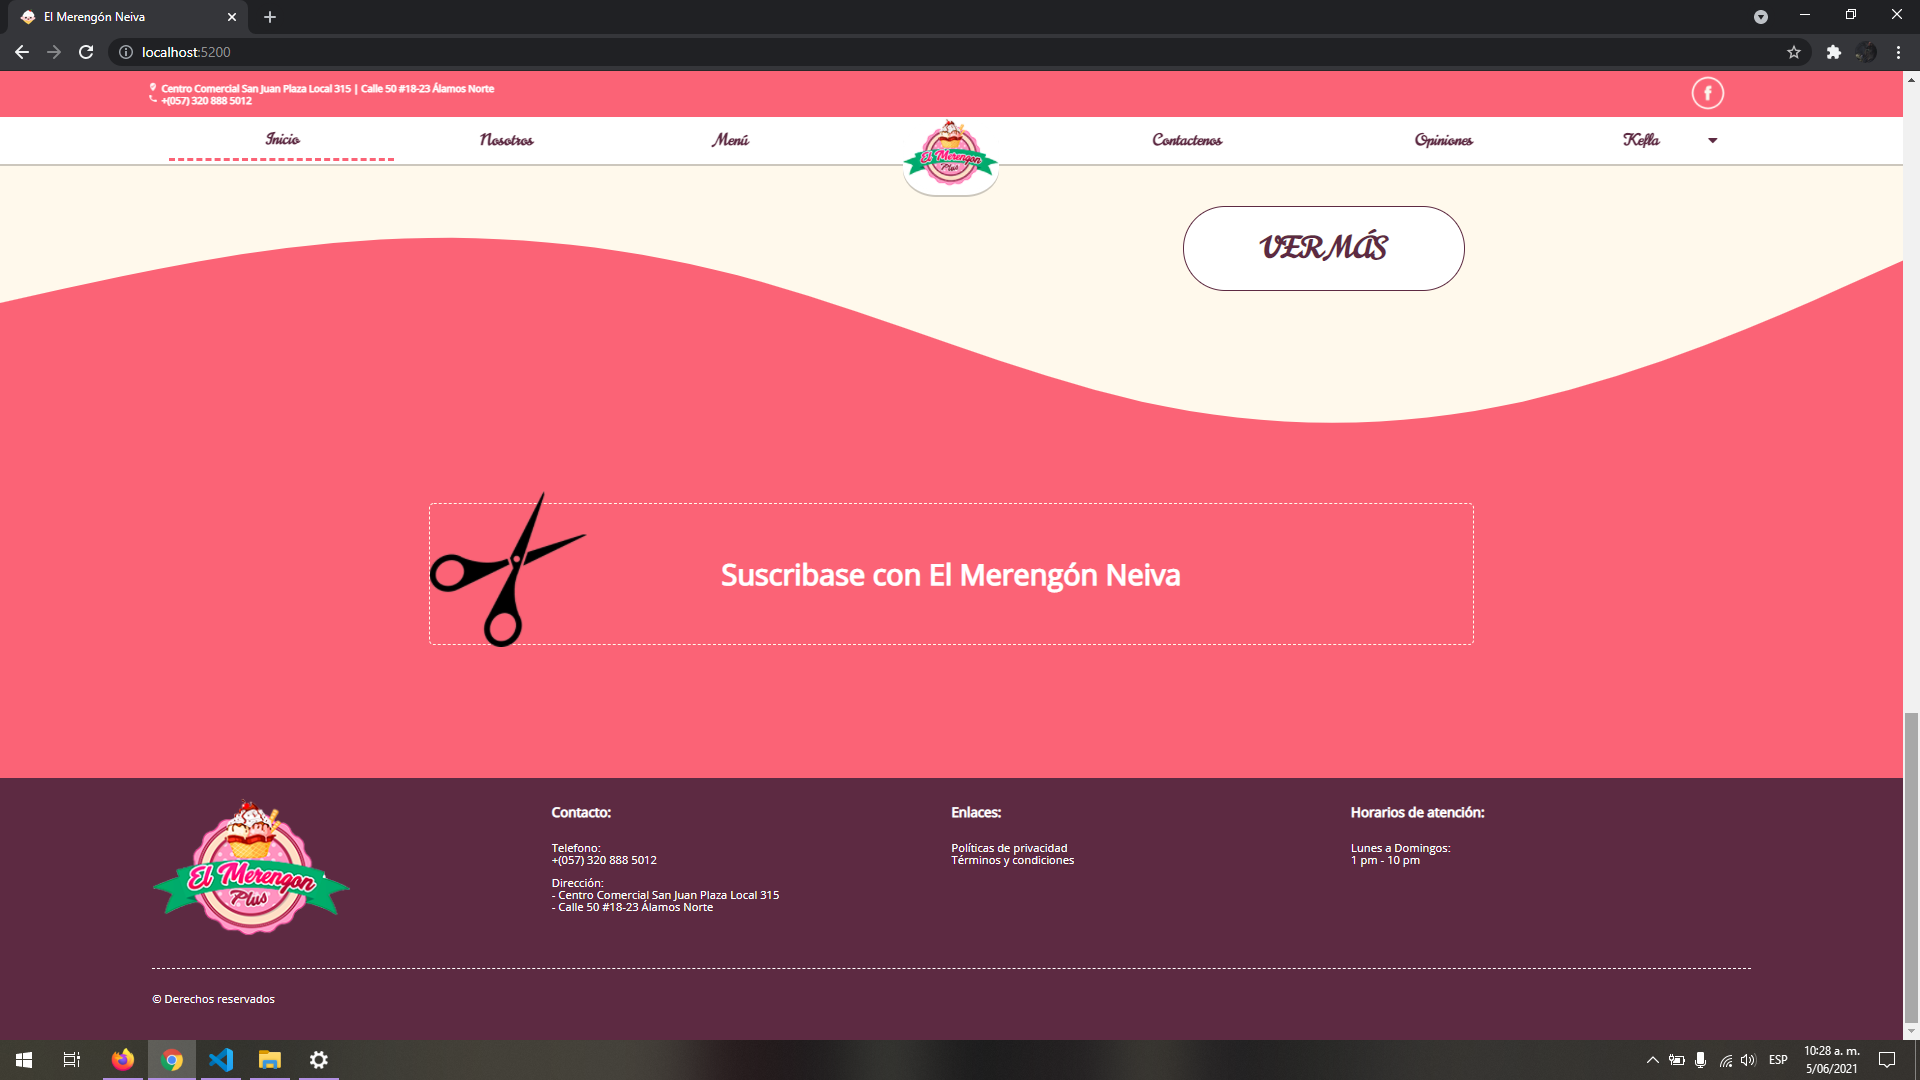 El Merengón Neiva
localhost:5200
Centro Comercial San Juan Plaza Local 315 | Calle 50 #18-23 Álamos Norte
+(057) 320 888 5012
Inicio
Nosotros
Menú
El Merengon
Plus
Contactenos
Opiniones
Kefla
VER MÁS
Suscribase con El Merengón Neiva
El Merengon
Plus
Contacto:
Telefono:
+(057) 320 888 5012
Dirección:
- Centro Comercial San Juan Plaza Local 315
- Calle 50 #18-23 Álamos Norte
Enlaces:
Políticas de privacidad
Términos y condiciones
Horarios de atención:
Lunes a Domingos:
1 pm - 10 pm
© Derechos reservados
ESP
10:28 a. m.
5/06/2021